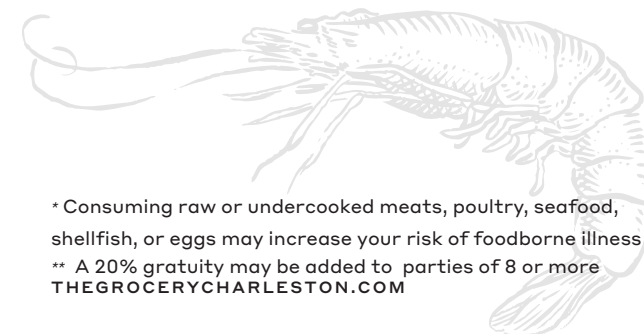 * Consuming raw or undercooked meats, poultry, seafood,
shellfish, or eggs may increase your risk of foodborne illness
** A 20% gratuity may be added to parties of 8 or more
THEGROCERYCHARLESTON.COM